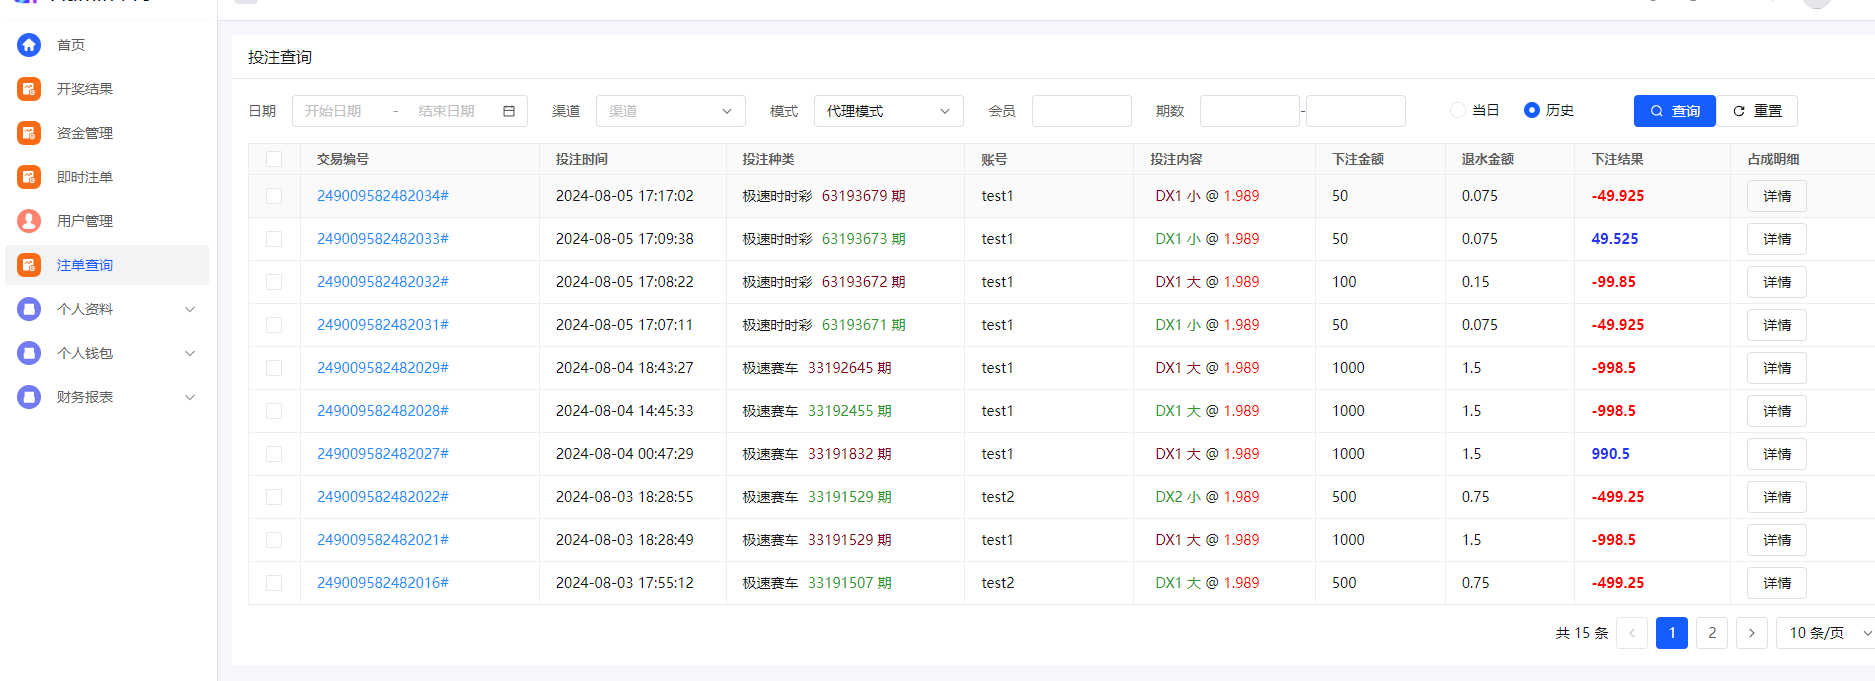 首页
开奖结果
资金管理
即时注单
用户管理
注单查询
个人资料
个人钱包
财务报表
投注查询
日期 开始日期 - 结束日期 渠道 渠道 模式 代理模式 会员 期数 - 当日 历史 查询 重置
交易编号 投注时间 投注种类 账号 投注内容 下注金额 退水金额 下注结果 占成明细
249009582482034# 2024-08-05 17:17:02 极速时时彩 63193679 期 test1 DX1 小 @ 1.989 50 0.075 -49.925 详情
249009582482033# 2024-08-05 17:09:38 极速时时彩 63193673 期 test1 DX1 小 @ 1.989 50 0.075 49.525 详情
249009582482032# 2024-08-05 17:08:22 极速时时彩 63193672 期 test1 DX1 大 @ 1.989 100 0.15 -99.85 详情
249009582482031# 2024-08-05 17:07:11 极速时时彩 63193671 期 test1 DX1 小 @ 1.989 50 0.075 -49.925 详情
249009582482029# 2024-08-04 18:43:27 极速赛车 33192645 期 test1 DX1 大 @ 1.989 1000 1.5 -998.5 详情
249009582482028# 2024-08-04 14:45:33 极速赛车 33192455 期 test1 DX1 大 @ 1.989 1000 1.5 -998.5 详情
249009582482027# 2024-08-04 00:47:29 极速赛车 33191832 期 test1 DX1 大 @ 1.989 1000 1.5 990.5 详情
249009582482022# 2024-08-03 18:28:55 极速赛车 33191529 期 test2 DX2 小 @ 1.989 500 0.75 -499.25 详情
249009582482021# 2024-08-03 18:28:49 极速赛车 33191529 期 test1 DX1 大 @ 1.989 1000 1.5 -998.5 详情
249009582482016# 2024-08-03 17:55:12 极速赛车 33191507 期 test2 DX1 大 @ 1.989 500 0.75 -499.25 详情
共 15 条 1 2 10 条/页